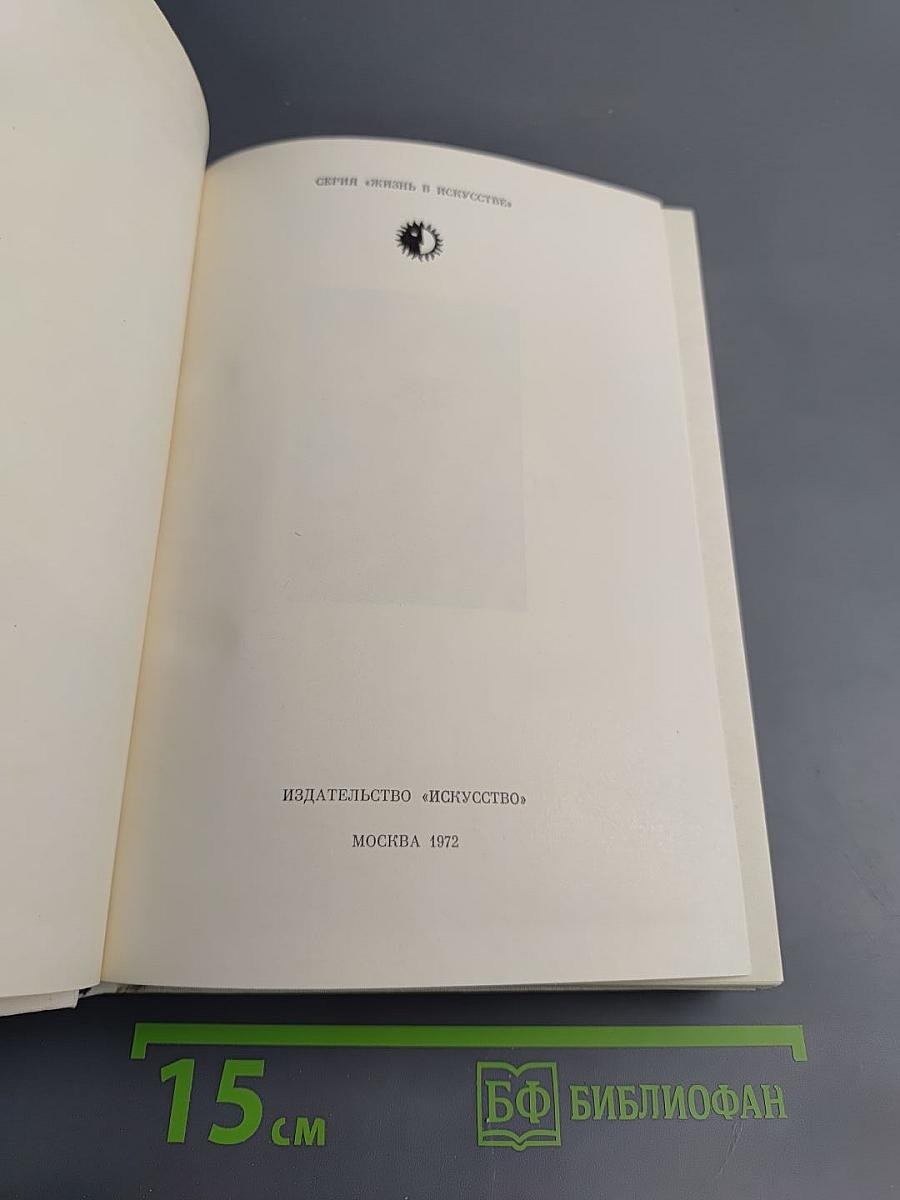 СЕРИЯ «ЖИЗНЬ В ИСКУССТВЕ»
ИЗДАТЕЛЬСТВО «ИСКУССТВО»
МОСКВА 1972
15 см
БФ БИБЛИОФАН